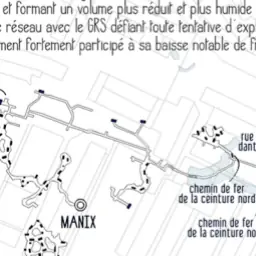 et formant un volume plus réduit et plus humide
réseau avec le GRS défiant toute tentative d'exp
ment fortement participé à sa baisse notable de f
rue
dant
chemin de fer
de la ceinture nord
MANIX
chemin de fer
de la ceinture nord